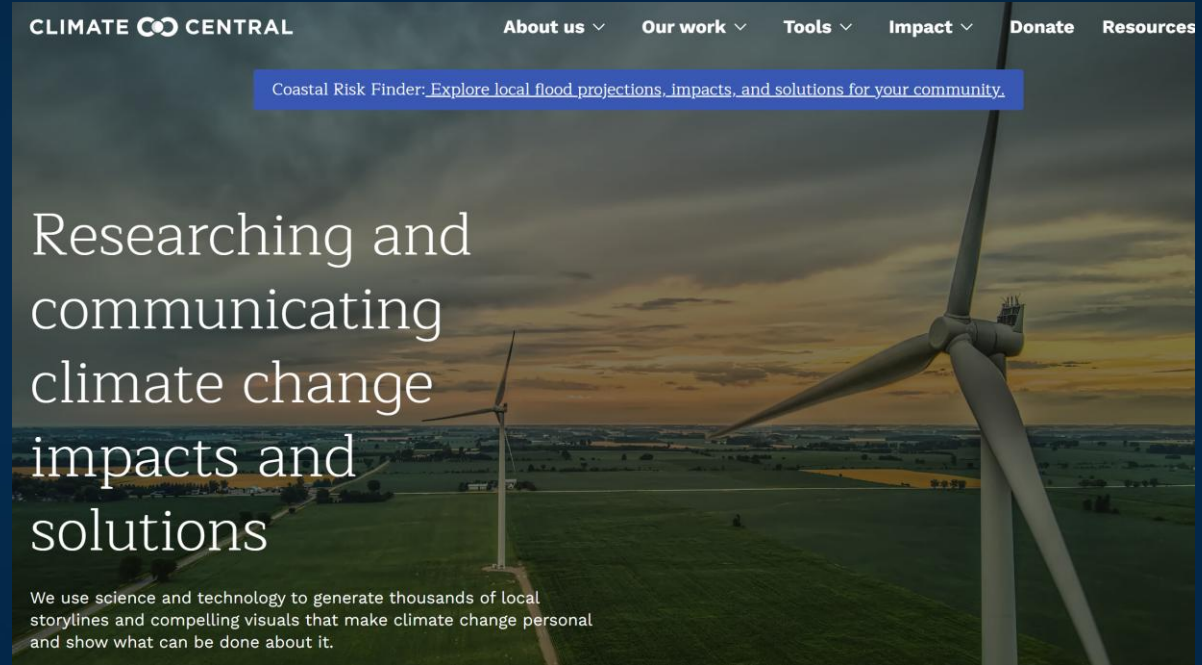 CLIMATE CENTRAL
About us
Our work
Tools
Impact
Donate
Resources
Coastal Risk Finder: Explore local flood projections, impacts, and solutions for your community.
Researching and
communicating
climate change
impacts and
solutions
We use science and technology to generate thousands of local
storylines and compelling visuals that make climate change personal
and show what can be done about it.